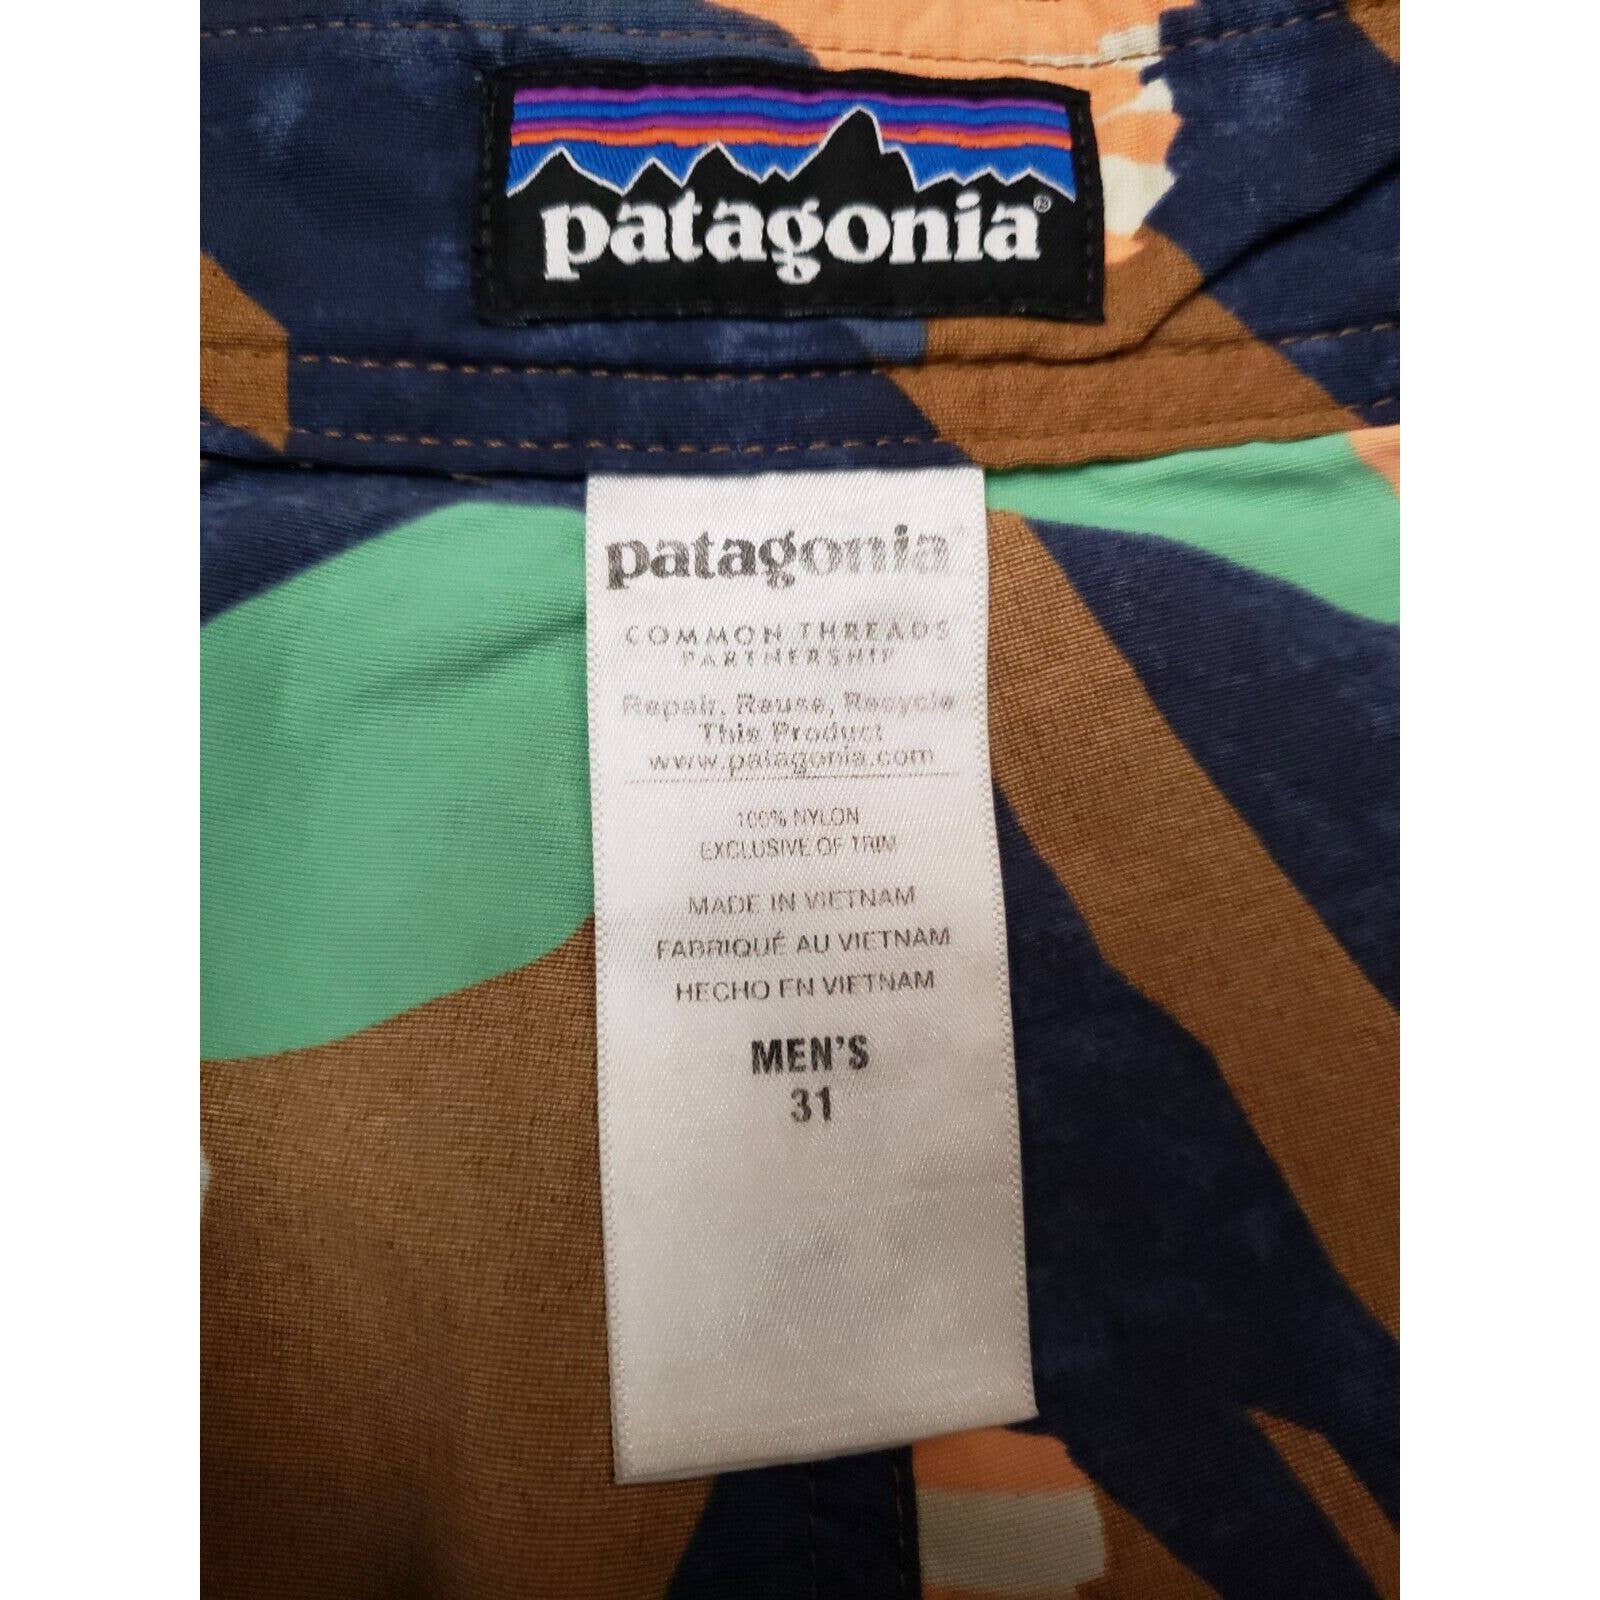 patagonia®
patagonia
COMMON THREADS
PARTNERSHIP
Repair, Reuse, Recycle
This Product
www.patagonia.com
100% NYLON
EXCLUSIVE OF TRIM
MADE IN VIETNAM
FABRIQUÉ AU VIETNAM
HECHO EN VIETNAM
MEN'S
31